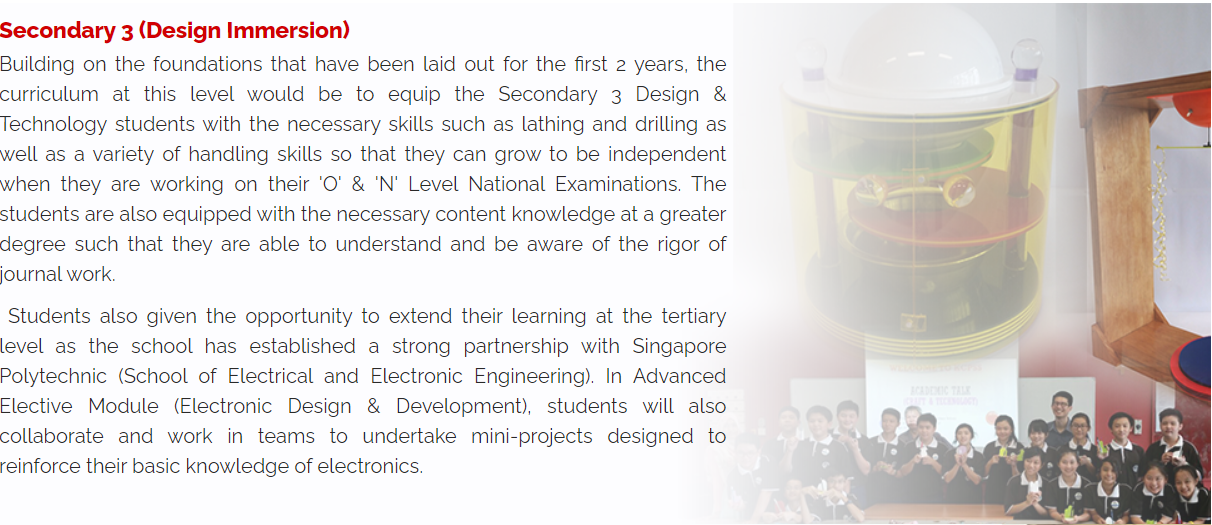 Secondary 3 (Design Immersion)
Building on the foundations that have been laid out for the first 2 years, the
curriculum at this level would be to equip the Secondary 3 Design &
Technology students with the necessary skills such as lathing and drilling as
well as a variety of handling skills so that they can grow to be independent
when they are working on their 'O' & 'N' Level National Examinations. The
students are also equipped with the necessary content knowledge at a greater
degree such that they are able to understand and be aware of the rigor of
journal work.
Students also given the opportunity to extend their learning at the tertiary
level as the school has established a strong partnership with Singapore
Polytechnic (School of Electrical and Electronic Engineering). In Advanced
Elective Module (Electronic Design & Development), students will also
collaborate and work in teams to undertake mini-projects designed to
reinforce their basic knowledge of electronics.
ACADEMIC TALK